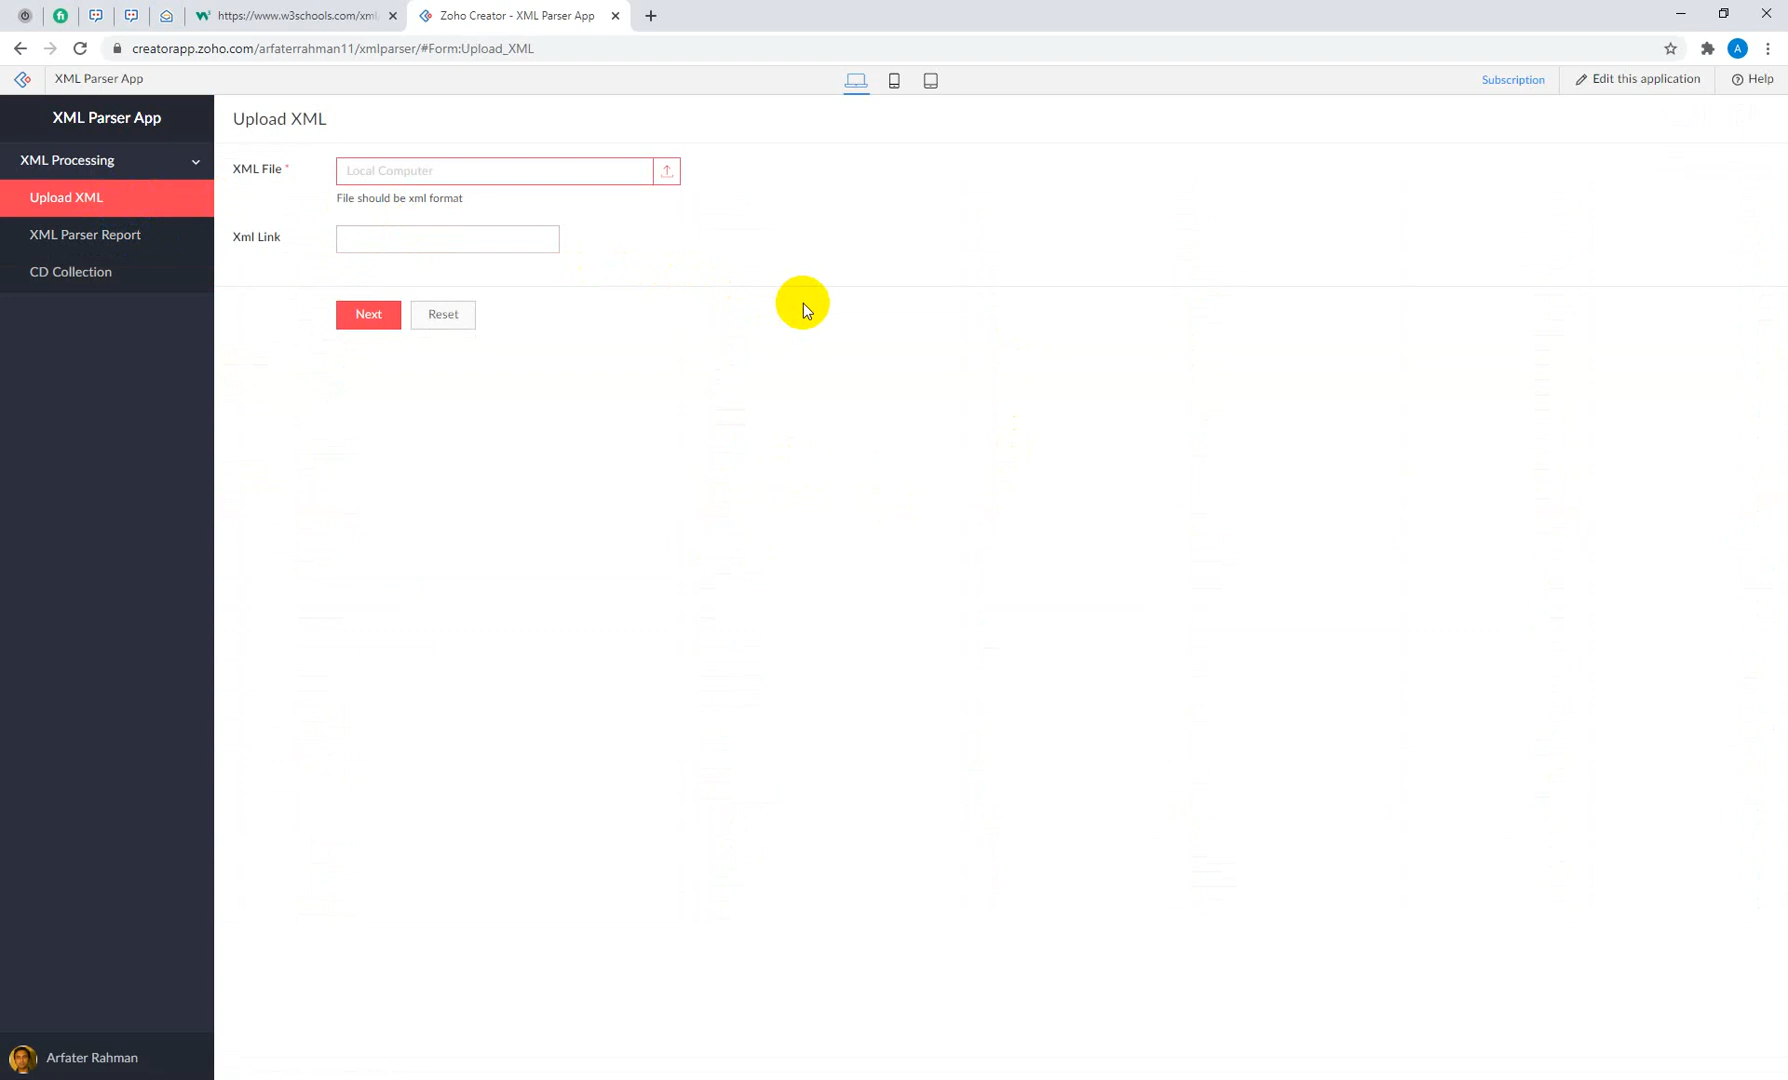 https://www.w3schools.com/xml,
Zoho Creator - XML Parser App
creatorapp.zoho.com/arfaterrahman11/xmlparser/#Form:Upload_XML
A
XML Parser App
Subscription
Edit this application
Help
XML Parser App
Upload XML
XML Processing
XML File *
Local Computer
File should be xml format
Upload XML
XML Parser Report
Xml Link
CD Collection
Next
Reset
Arfater Rahman